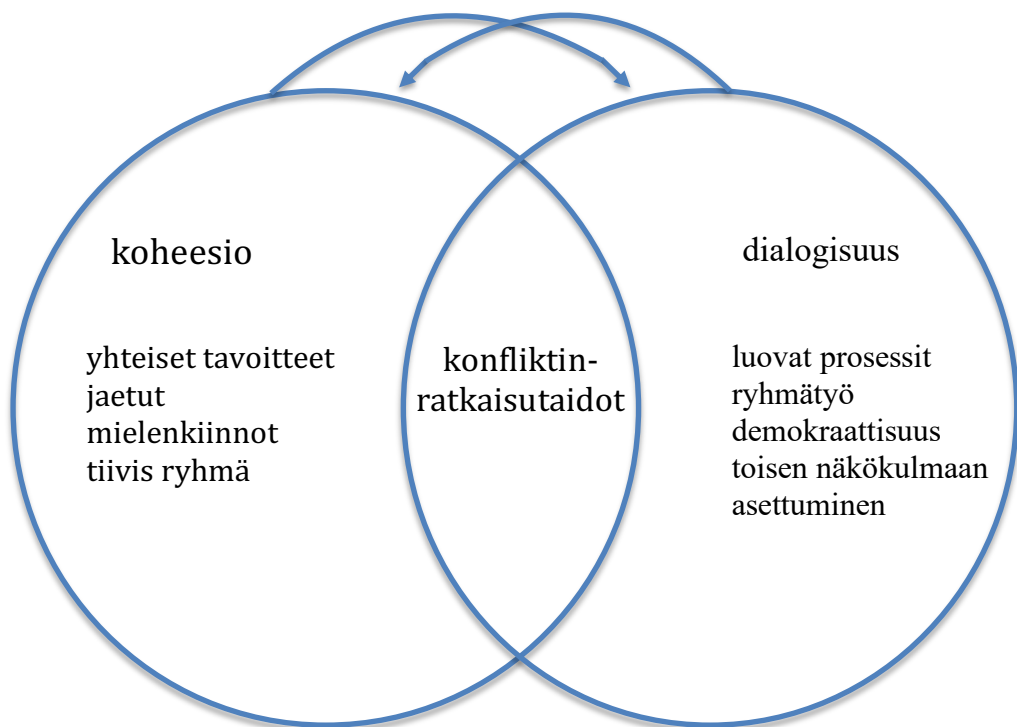 koheesio
yhteiset tavoitteet
jaetut
mielenkiinnot
tiivis ryhmä
konfliktin-
ratkaisutaidot
dialogisuus
luovat prosessit
ryhmätyö
demokraattisuus
toisen näkökulmaan
asettuminen